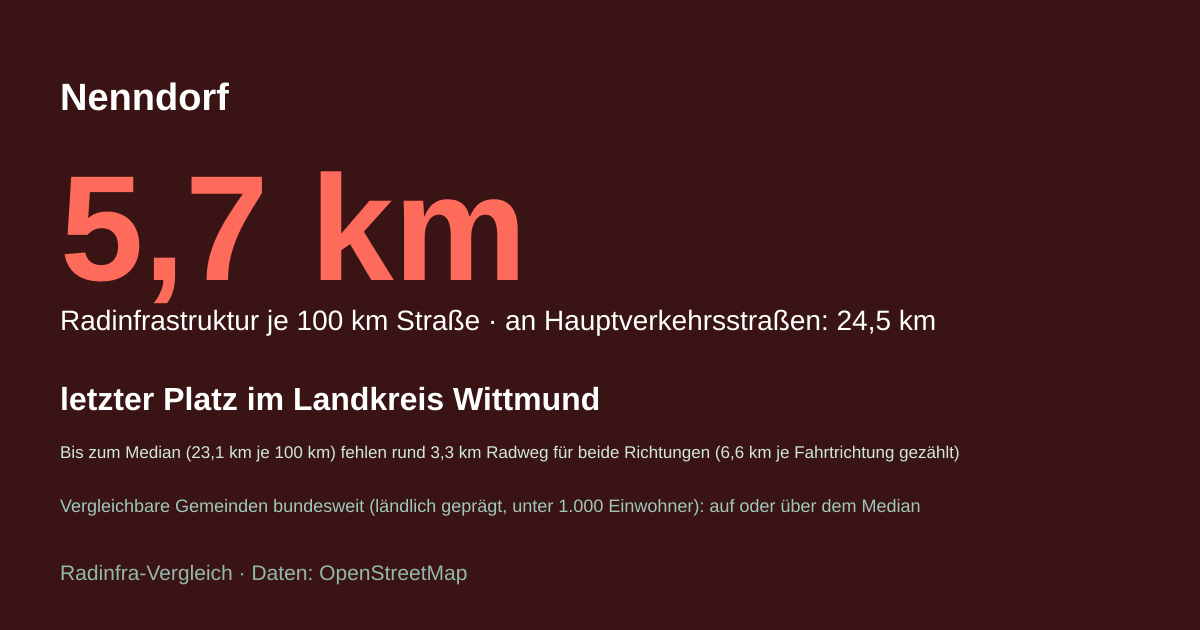 Nenndorf
5,7 km
Radinfrastruktur je 100 km Straße · an Hauptverkehrsstraßen: 24,5 km
letzter Platz im Landkreis Wittmund
Bis zum Median (23,1 km je 100 km) fehlen rund 3,3 km Radweg für beide Richtungen (6,6 km je Fahrtrichtung gezählt)
Vergleichbare Gemeinden bundesweit (ländlich geprägt, unter 1.000 Einwohner): auf oder über dem Median
Radinfra-Vergleich · Daten: OpenStreetMap